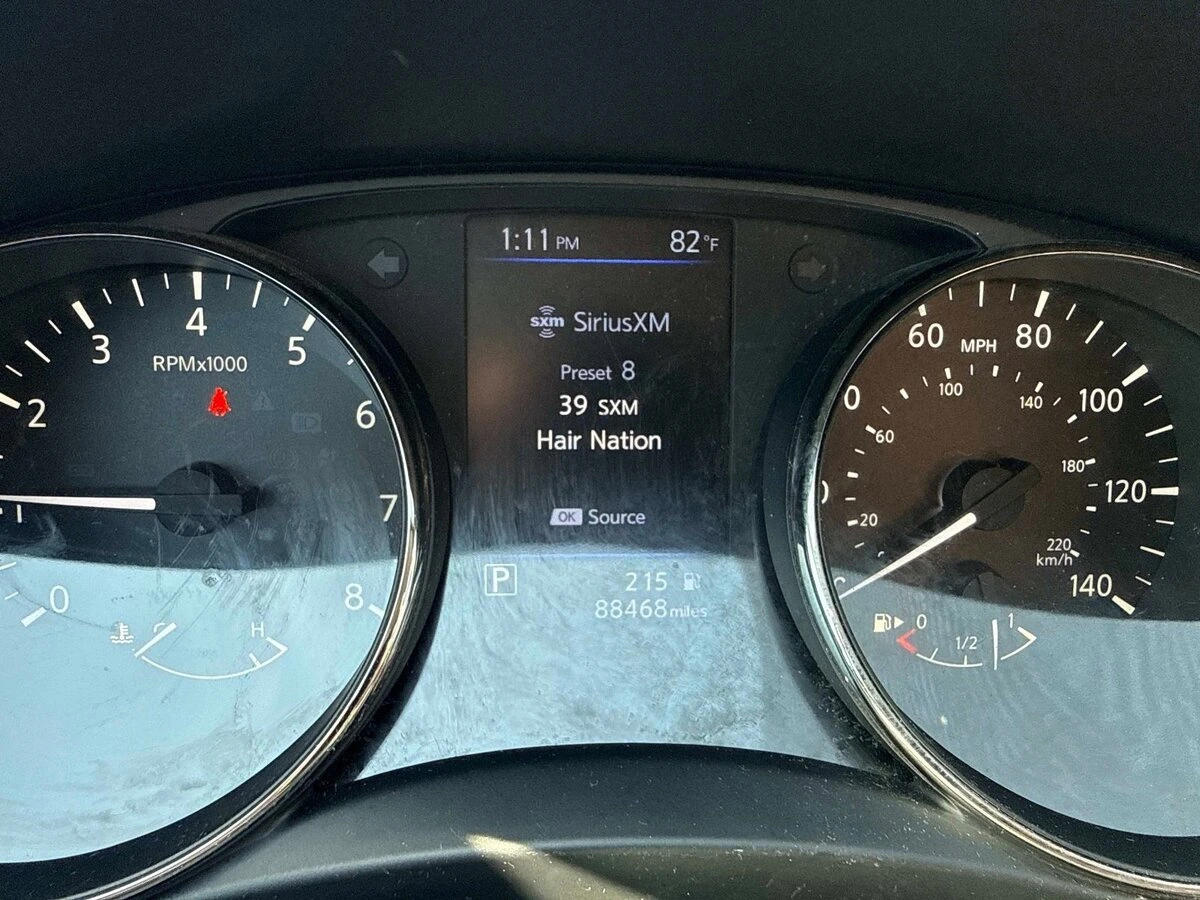 1:11 PM 82°F
sxm SiriusXM
Preset 8
39 SXM
Hair Nation
OK Source
P 215
88468 miles
0 1 2 3 4 5 6 7 8
RPMx1000
H
60 80 100 120 140
MPH
20 60 100 140 180 220
km/h
0 1/2 1